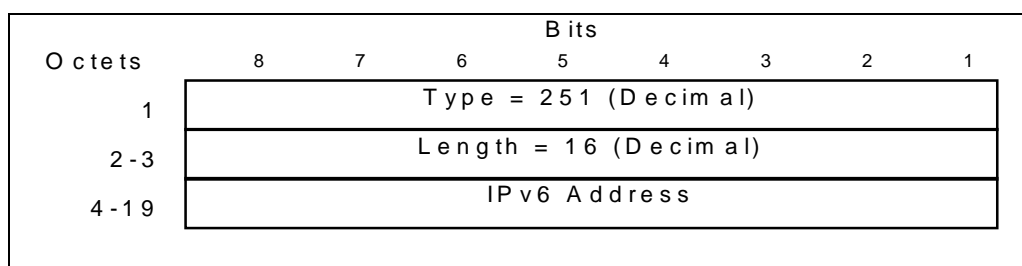 Bits
Octets 8 7 6 5 4 3 2 1
1 Type = 251 (Decimal)
2-3 Length = 16 (Decimal)
4-19 IPv6 Address